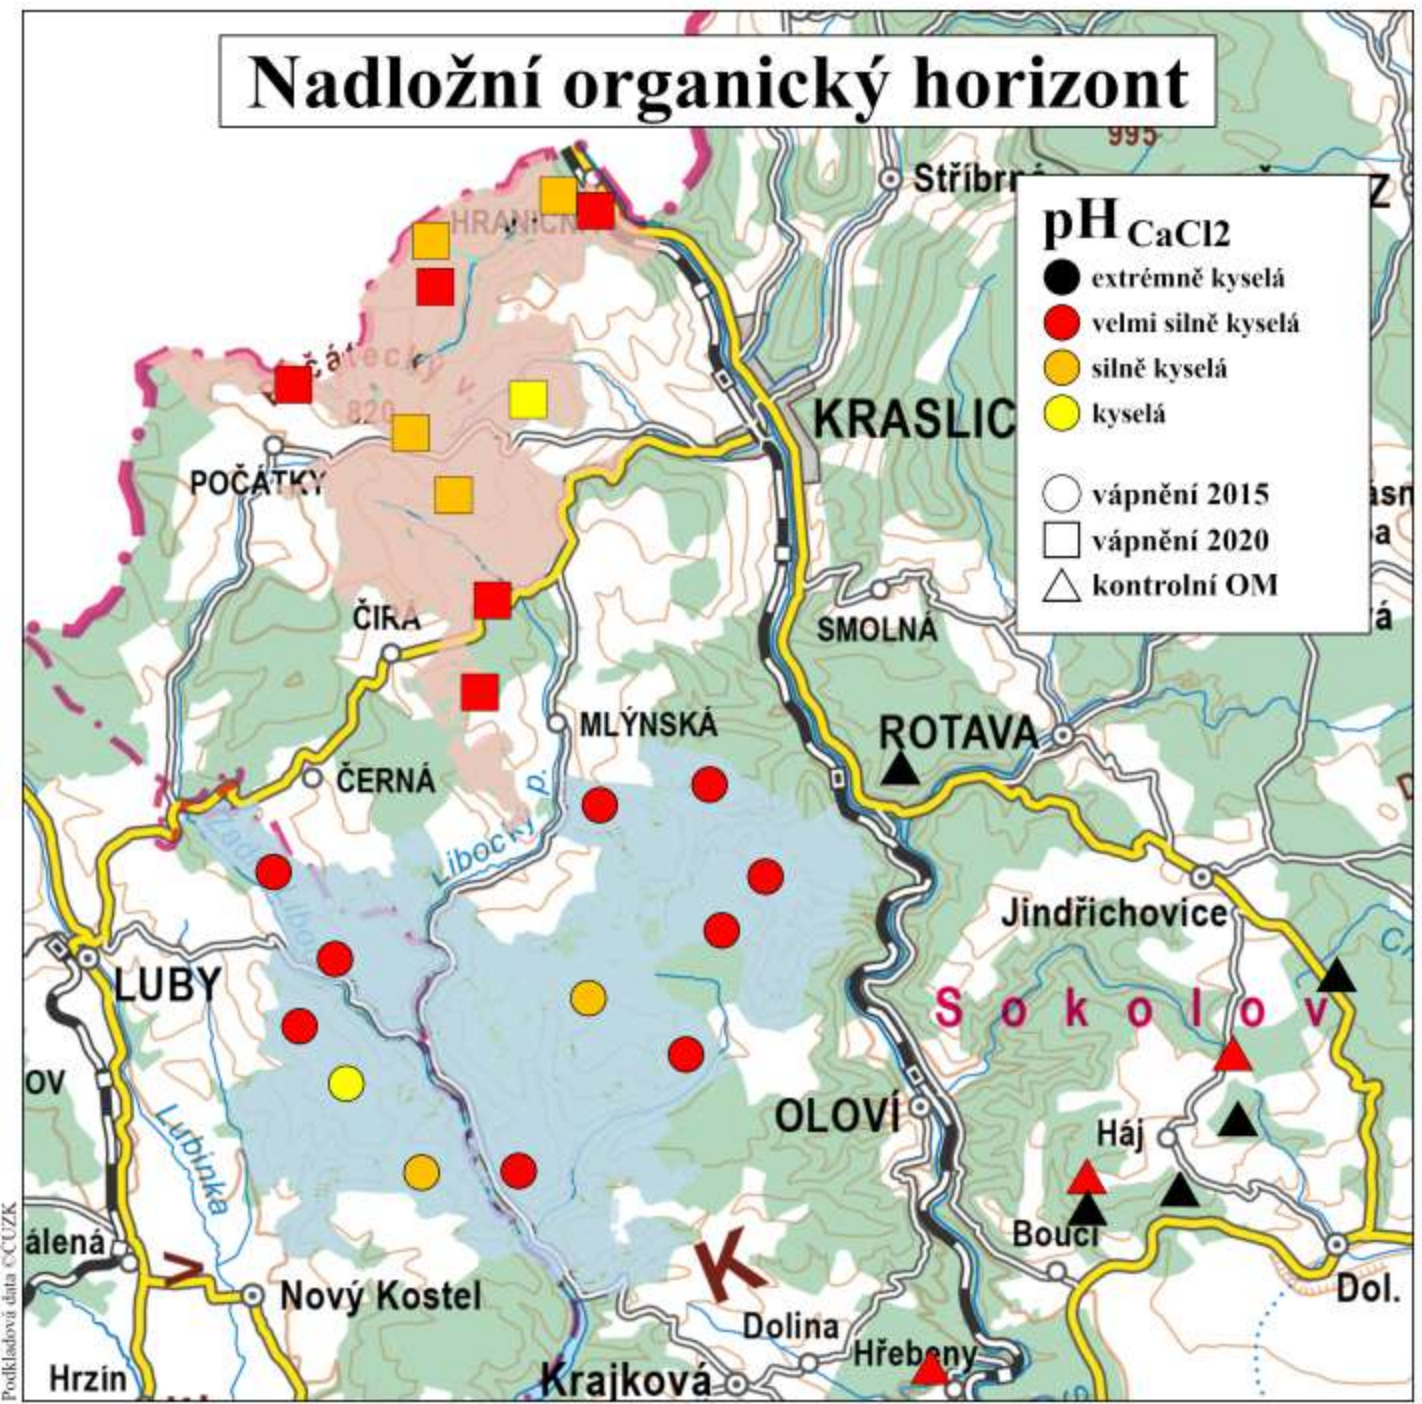 Nadložní organický horizont
995
Stříbrn
Z
HRANIČN
pH CaCl2
extrémně kyselá
velmi silně kyselá
silně kyselá
kyselá
vápnění 2015
vápnění 2020
kontrolní OM
820
KRASLIC
POČÁTKY
ČIRÁ
SMOLNÁ
MLÝNSKÁ
ROTAVA
ČERNÁ
Libocký p.
Jindřichovice
LUBY
Sokolov
OV
OLOVÍ
Háj
Lubinka
álená
Boučí
K
Nový Kostel
Dol.
Dolina
Hřebeny
Hrzín
Krajková
Podkladová data ©ČÚZK